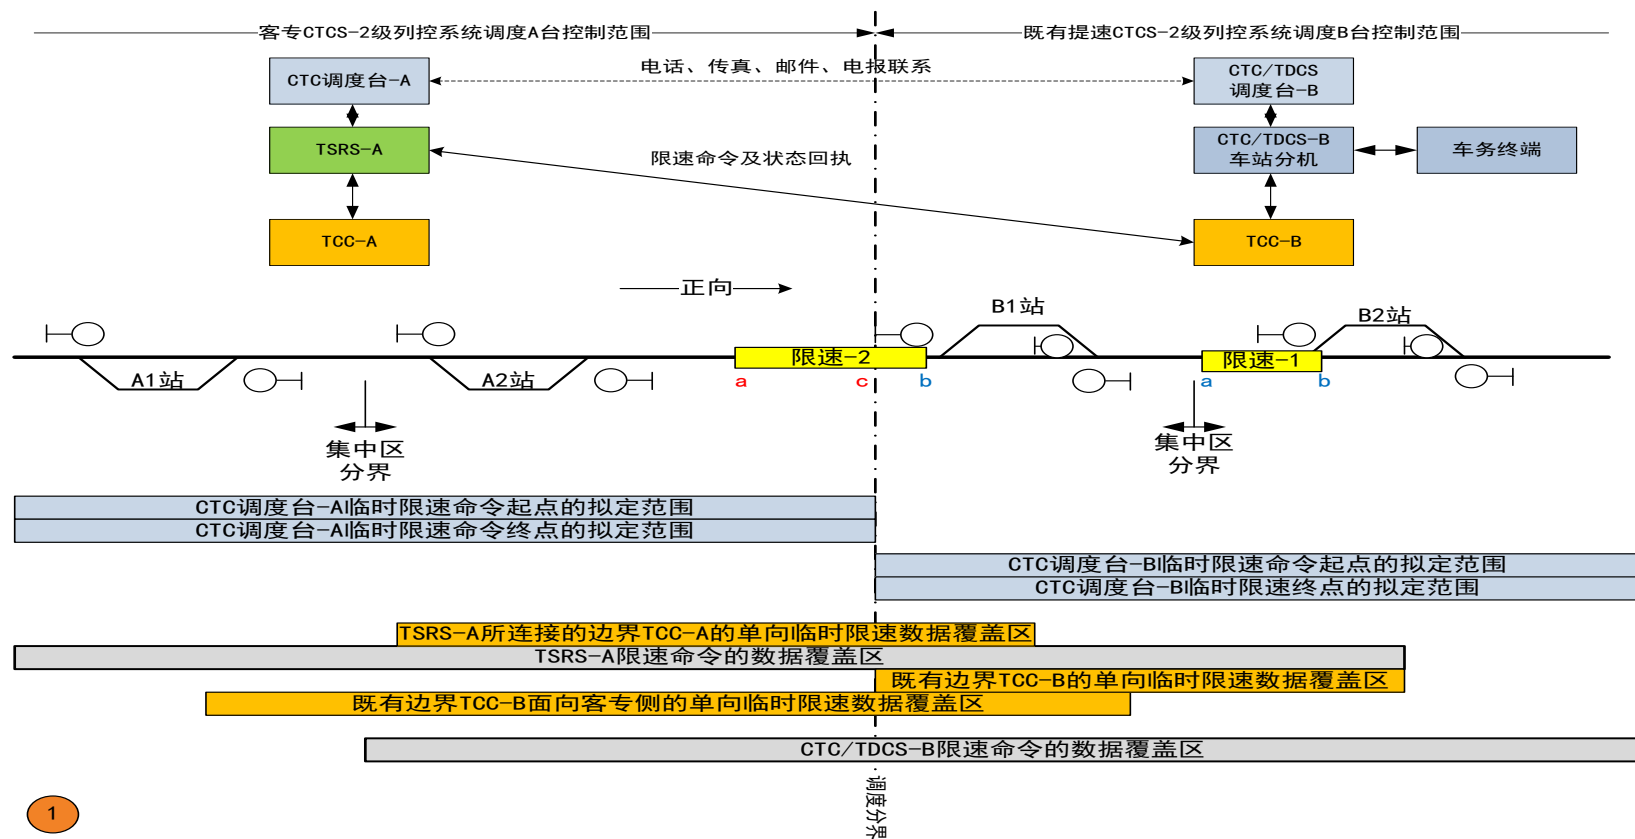 客专CTCS-2级列控系统调度A台控制范围
既有提速CTCS-2级列控系统调度B台控制范围
CTC调度台-A
电话、传真、邮件、电报联系
CTC/TDCS
调度台-B
TSRS-A
限速命令及状态回执
CTC/TDCS-B
车站分机
车务终端
TCC-A
TCC-B
正向
B1站
B2站
限速-2
限速-1
A1站
A2站
a
c
b
a
b
集中区
分界
集中区
分界
CTC调度台-A临时限速命令起点的拟定范围
CTC调度台-A临时限速命令终点的拟定范围
CTC调度台-B临时限速命令起点的拟定范围
CTC调度台-B临时限速终点的拟定范围
TSRS-A所连接的边界TCC-A的单向临时限速数据覆盖区
TSRS-A限速命令的数据覆盖区
既有边界TCC-B的单向临时限速数据覆盖区
既有边界TCC-B面向客专侧的单向临时限速数据覆盖区
CTC/TDCS-B限速命令的数据覆盖区
调度分界
1